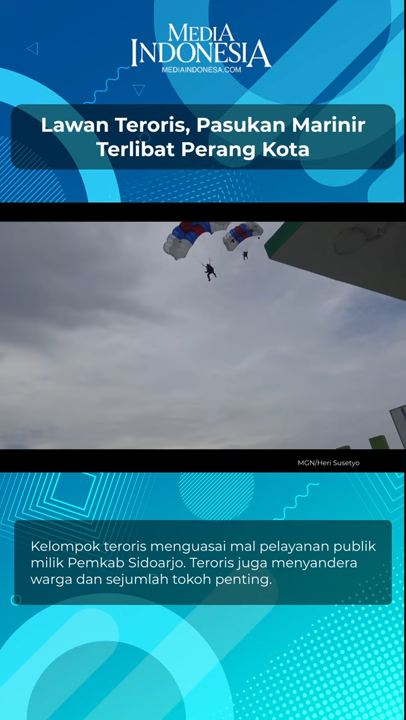 MEDIA
INDONESIA
MEDIAINDONESA.COM
Lawan Teroris, Pasukan Marinir
Terlibat Perang Kota
MGN/Heri Susetyo
Kelompok teroris menguasai mal pelayanan publik
milik Pemkab Sidoarjo. Teroris juga menyandera
warga dan sejumlah tokoh penting.